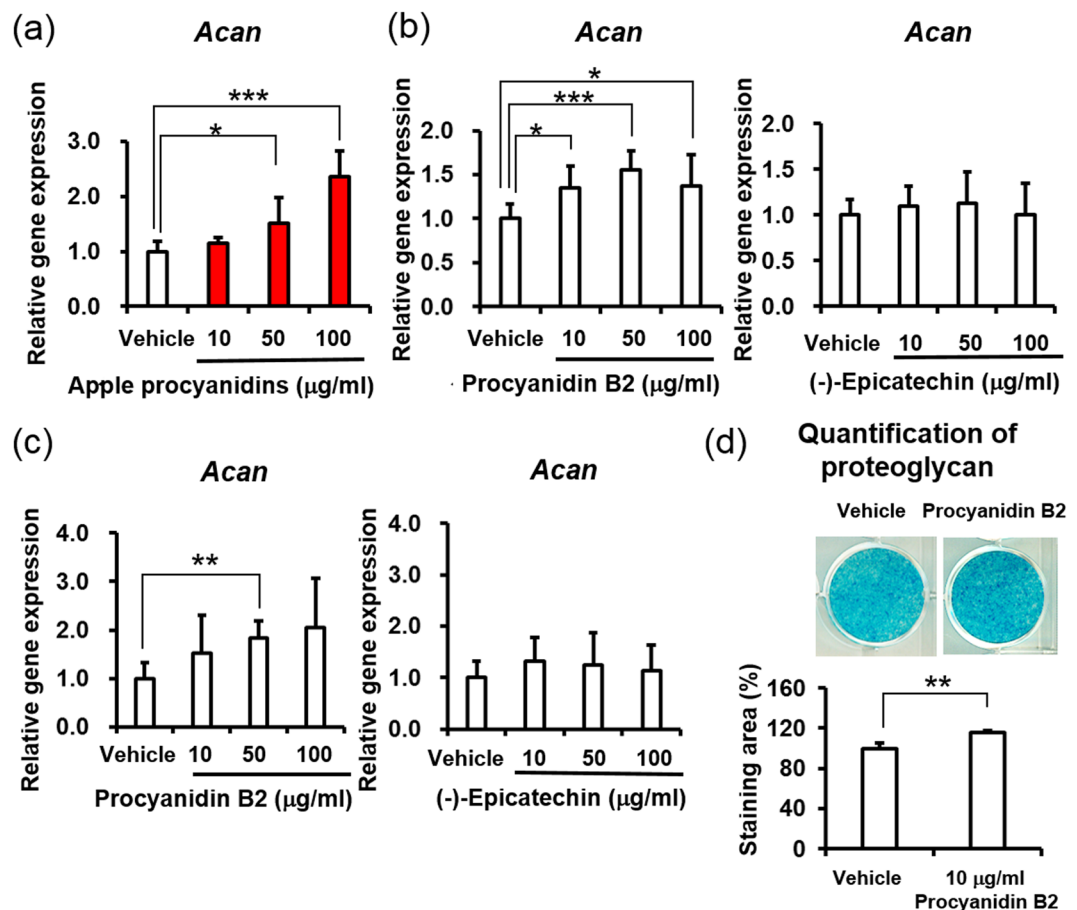 (a)
Acan
Relative gene expression
3.0
2.0
1.0
0.0
***
*
Vehicle 10 50 100
Apple procyanidins (μg/ml)
(b)
Acan
Relative gene expression
2.0
1.5
1.0
0.5
0.0
*
***
*
Vehicle 10 50 100
Procyanidin B2 (μg/ml)
Acan
Relative gene expression
2.0
1.5
1.0
0.5
0.0
Vehicle 10 50 100
(-)-Epicatechin (μg/ml)
(c)
Acan
Relative gene expression
4.0
3.0
2.0
1.0
0.0
**
Vehicle 10 50 100
Procyanidin B2 (μg/ml)
Acan
Relative gene expression
4.0
3.0
2.0
1.0
0.0
Vehicle 10 50 100
(-)-Epicatechin (μg/ml)
(d)
Quantification of
proteoglycan
Vehicle Procyanidin B2
Staining area (%)
160
120
80
40
0
**
Vehicle 10 μg/ml
Procyanidin B2